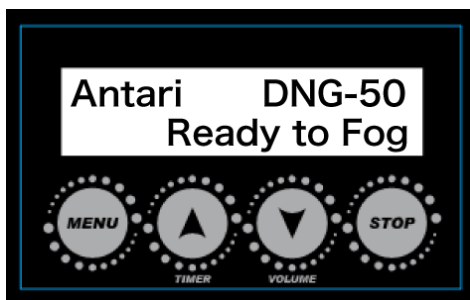 Antari DNG-50
Ready to Fog
MENU
STOP
TIMER
VOLUME